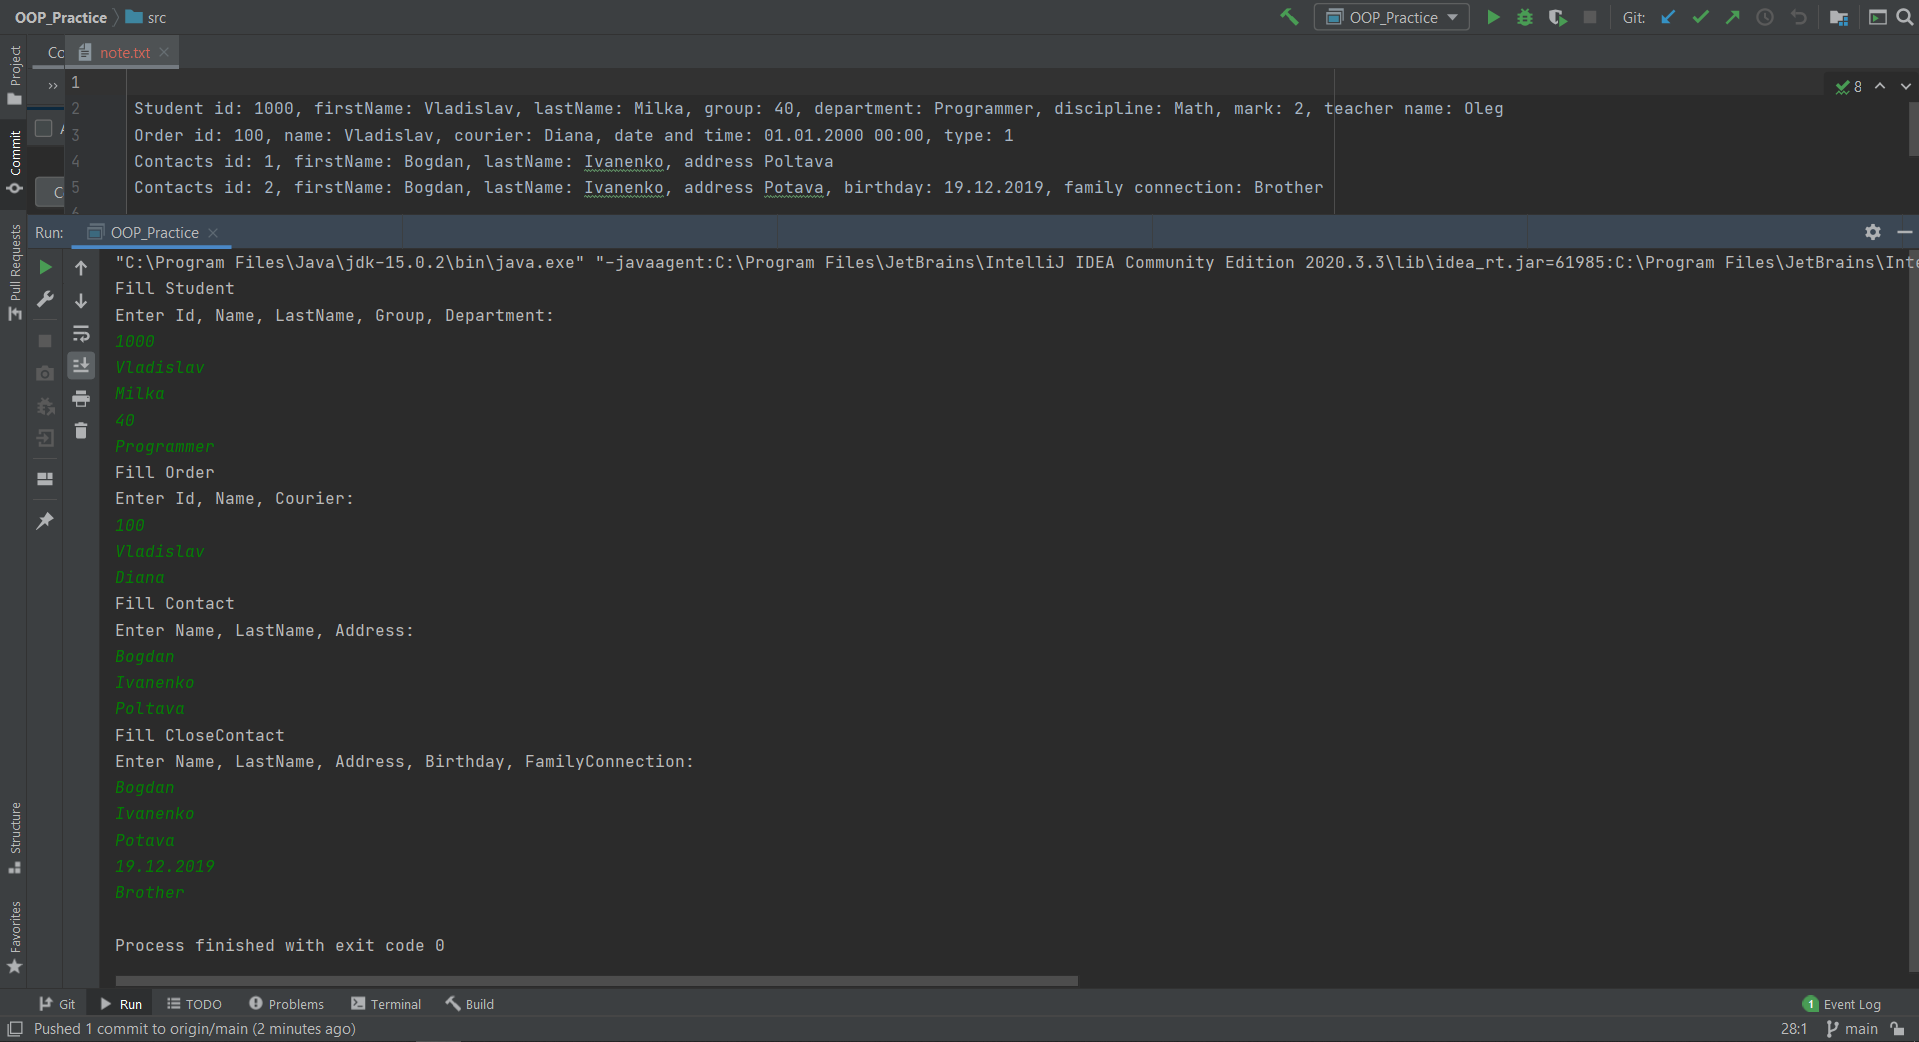 OOP_Practice src
OOP_Practice
Git:
Project
Commit
Pull Requests
Structure
Favorites
Co note.txt
8
1
2 Student id: 1000, firstName: Vladislav, lastName: Milka, group: 40, department: Programmer, discipline: Math, mark: 2, teacher name: Oleg
3 Order id: 100, name: Vladislav, courier: Diana, date and time: 01.01.2000 00:00, type: 1
4 Contacts id: 1, firstName: Bogdan, lastName: Ivanenko, address Poltava
5 Contacts id: 2, firstName: Bogdan, lastName: Ivanenko, address Potava, birthday: 19.12.2019, family connection: Brother
Run: OOP_Practice
"C:\Program Files\Java\jdk-15.0.2\bin\java.exe" "-javaagent:C:\Program Files\JetBrains\IntelliJ IDEA Community Edition 2020.3.3\lib\idea_rt.jar=61985:C:\Program Files\JetBrains\Inte
Fill Student
Enter Id, Name, LastName, Group, Department:
1000
Vladislav
Milka
40
Programmer
Fill Order
Enter Id, Name, Courier:
100
Vladislav
Diana
Fill Contact
Enter Name, LastName, Address:
Bogdan
Ivanenko
Poltava
Fill CloseContact
Enter Name, LastName, Address, Birthday, FamilyConnection:
Bogdan
Ivanenko
Potava
19.12.2019
Brother
Process finished with exit code 0
Git Run TODO Problems Terminal Build
1 Event Log
Pushed 1 commit to origin/main (2 minutes ago)
28:1 main